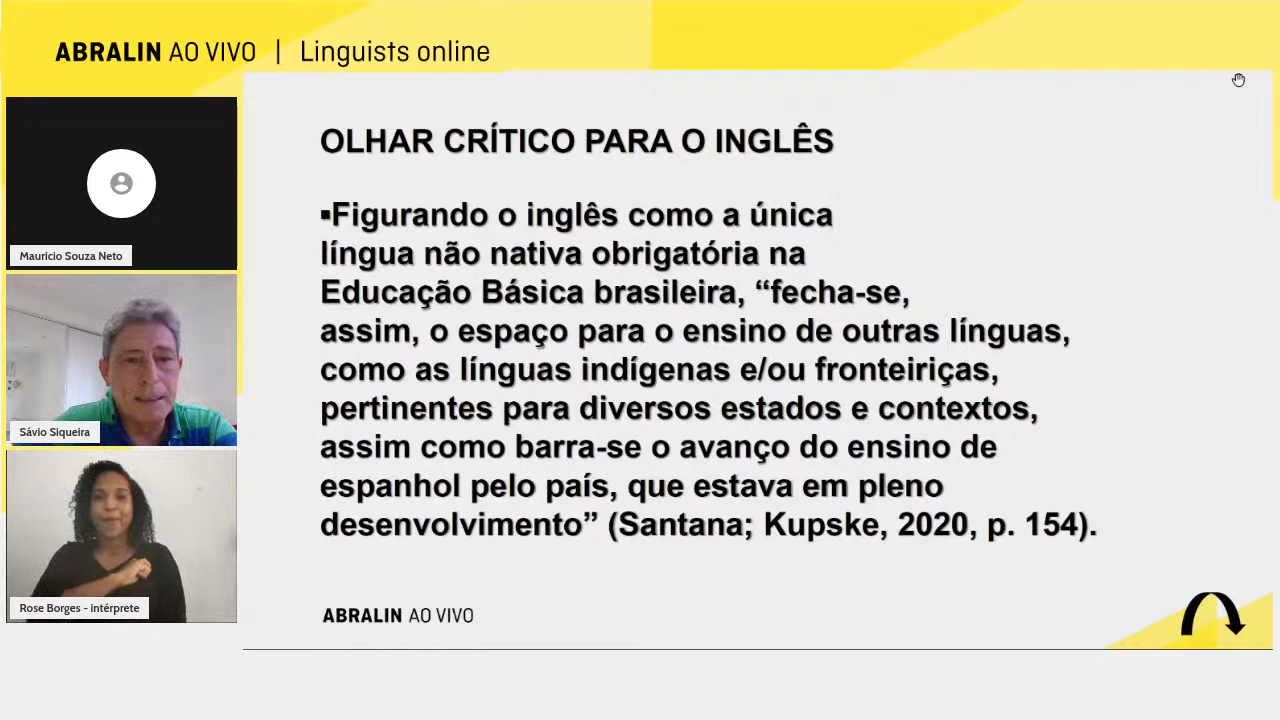 ABRALIN AO VIVO | Linguists online
Mauricio Souza Neto
Sávio Siqueira
Rose Borges - intérprete
OLHAR CRÍTICO PARA O INGLÊS
▪Figurando o inglês como a única
língua não nativa obrigatória na
Educação Básica brasileira, “fecha-se,
assim, o espaço para o ensino de outras línguas,
como as línguas indígenas e/ou fronteiriças,
pertinentes para diversos estados e contextos,
assim como barra-se o avanço do ensino de
espanhol pelo país, que estava em pleno
desenvolvimento” (Santana; Kupske, 2020, p. 154).
ABRALIN AO VIVO